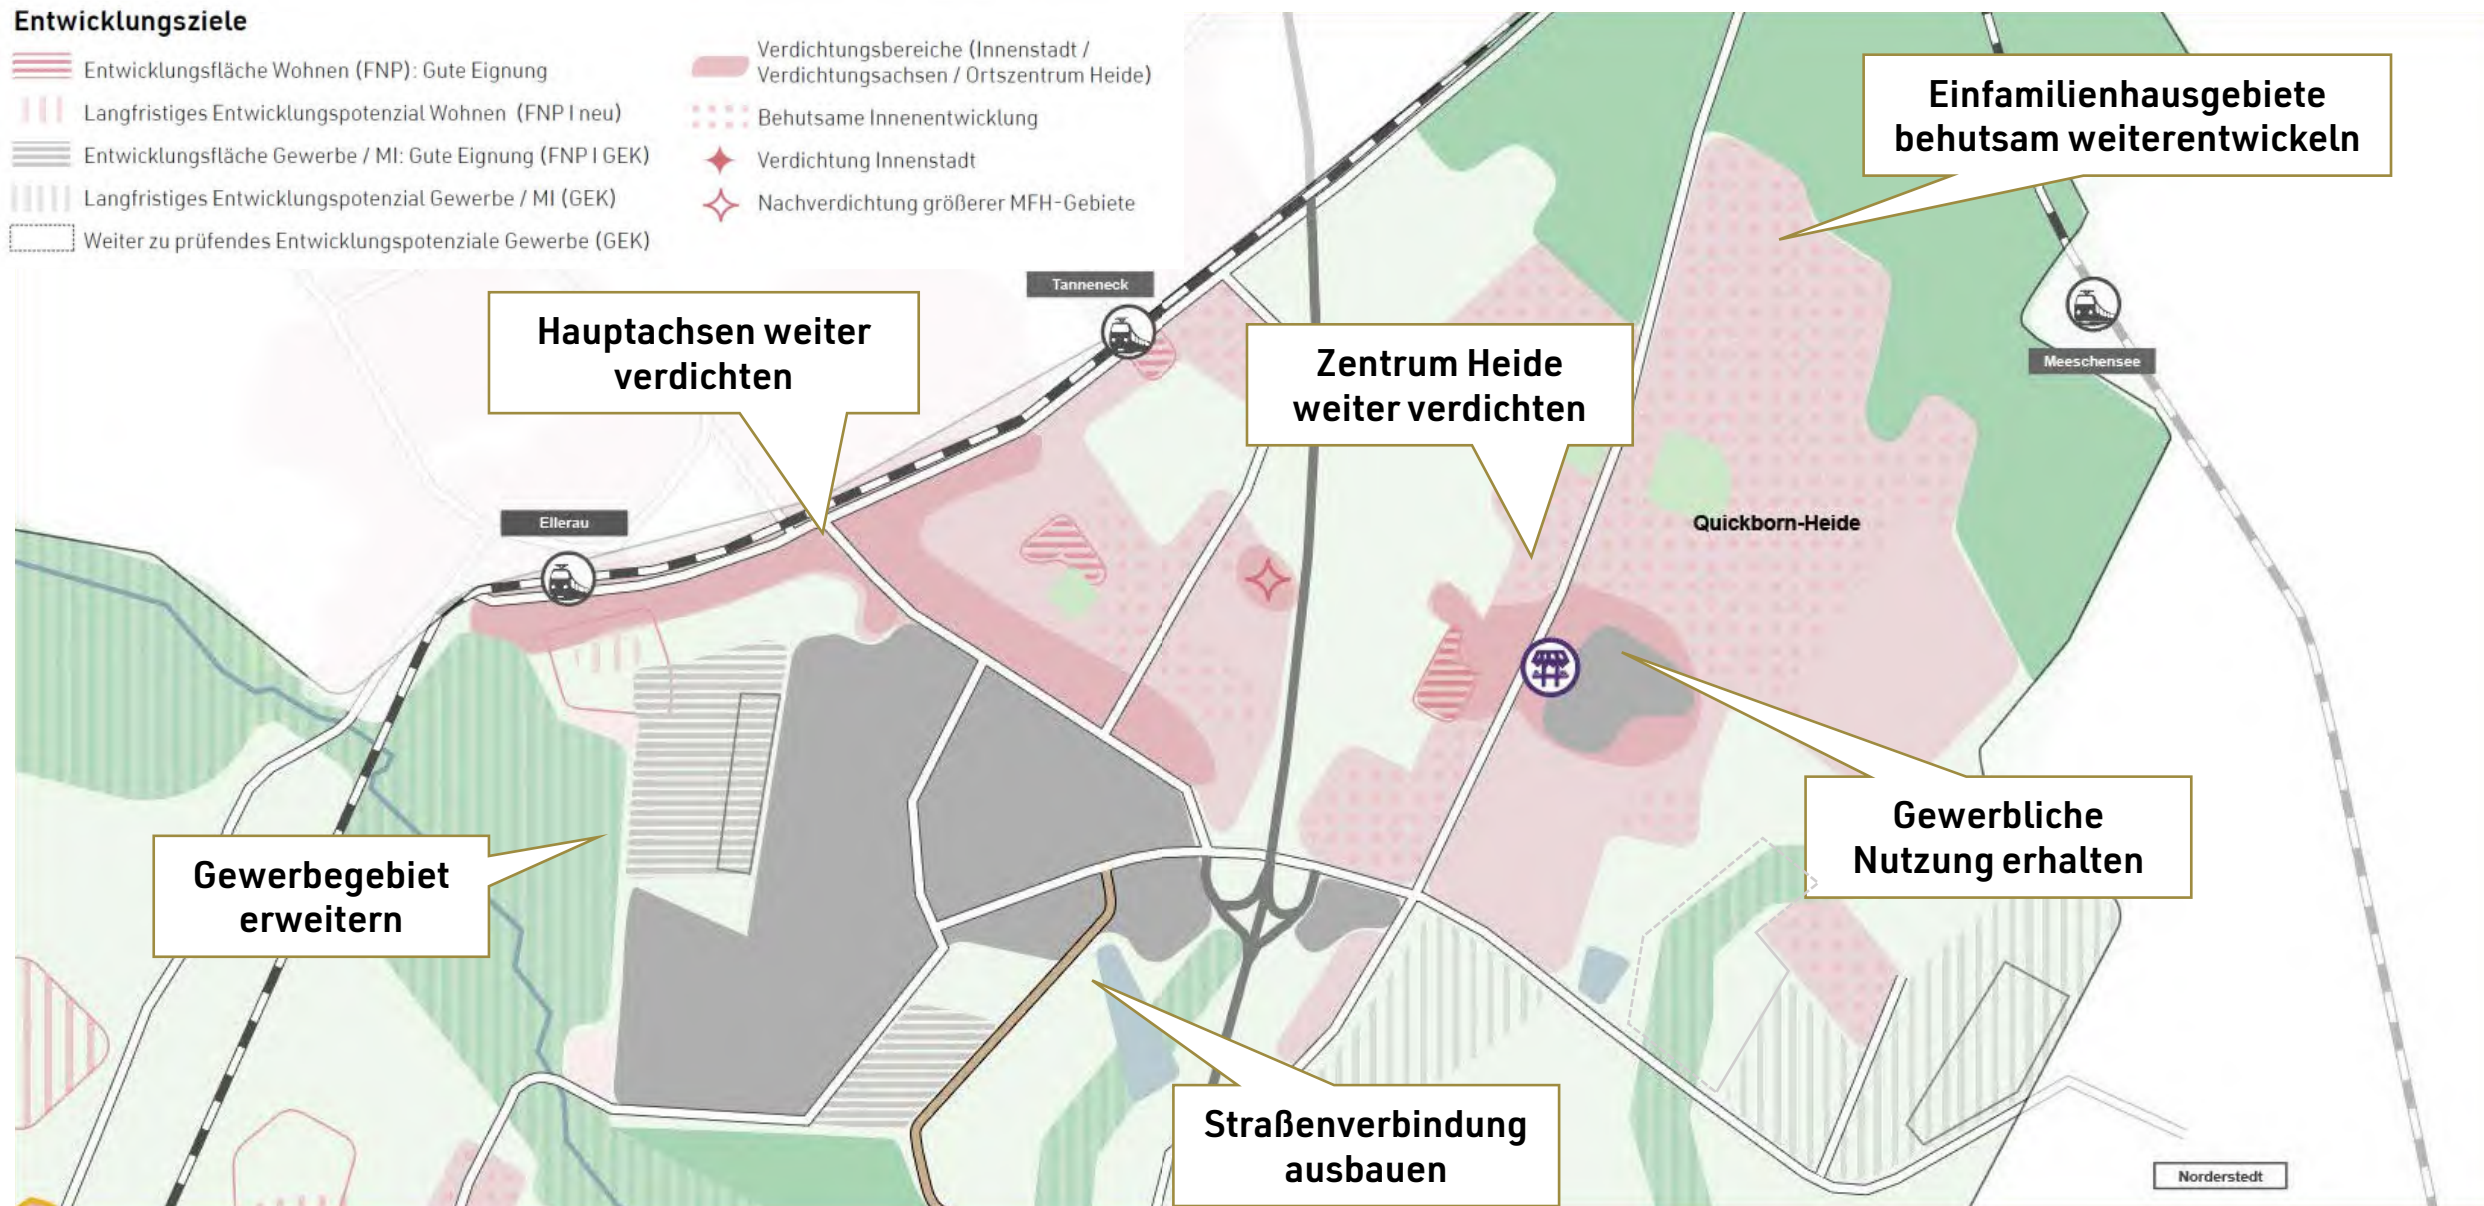 Entwicklungsziele
Entwicklungsfläche Wohnen (FNP): Gute Eignung
Langfristiges Entwicklungspotenzial Wohnen (FNP I neu)
Entwicklungsfläche Gewerbe / MI: Gute Eignung (FNP I GEK)
Langfristiges Entwicklungspotenzial Gewerbe / MI (GEK)
Weiter zu prüfendes Entwicklungspotenziale Gewerbe (GEK)
Verdichtungsbereiche (Innenstadt /
Verdichtungsachsen / Ortszentrum Heide)
Behutsame Innenentwicklung
Verdichtung Innenstadt
Nachverdichtung größerer MFH-Gebiete
Einfamilienhausgebiete
behutsam weiterentwickeln
Tanneneck
Hauptachsen weiter
verdichten
Zentrum Heide
weiter verdichten
Meeschensee
Ellerau
Quickborn-Heide
Gewerbegebiet
erweitern
Gewerbliche
Nutzung erhalten
Straßenverbindung
ausbauen
Norderstedt